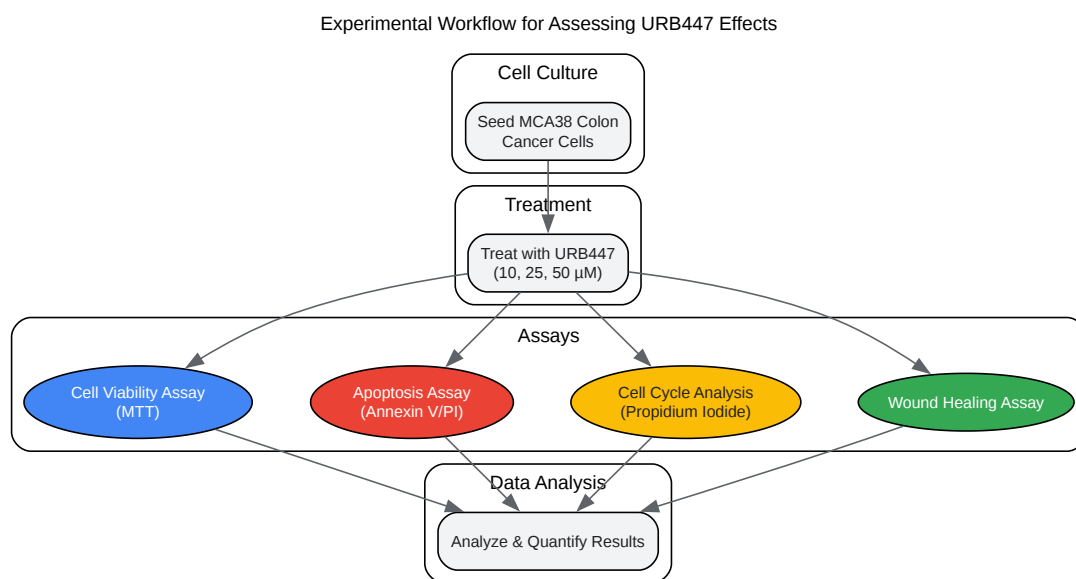 Experimental Workflow for Assessing URB447 Effects
Cell Culture
Seed MCA38 Colon
Cancer Cells
Treatment
Treat with URB447
(10, 25, 50 µM)
Assays
Cell Viability Assay
(MTT)
Apoptosis Assay
(Annexin V/PI)
Cell Cycle Analysis
(Propidium Iodide)
Wound Healing Assay
Data Analysis
Analyze & Quantify Results